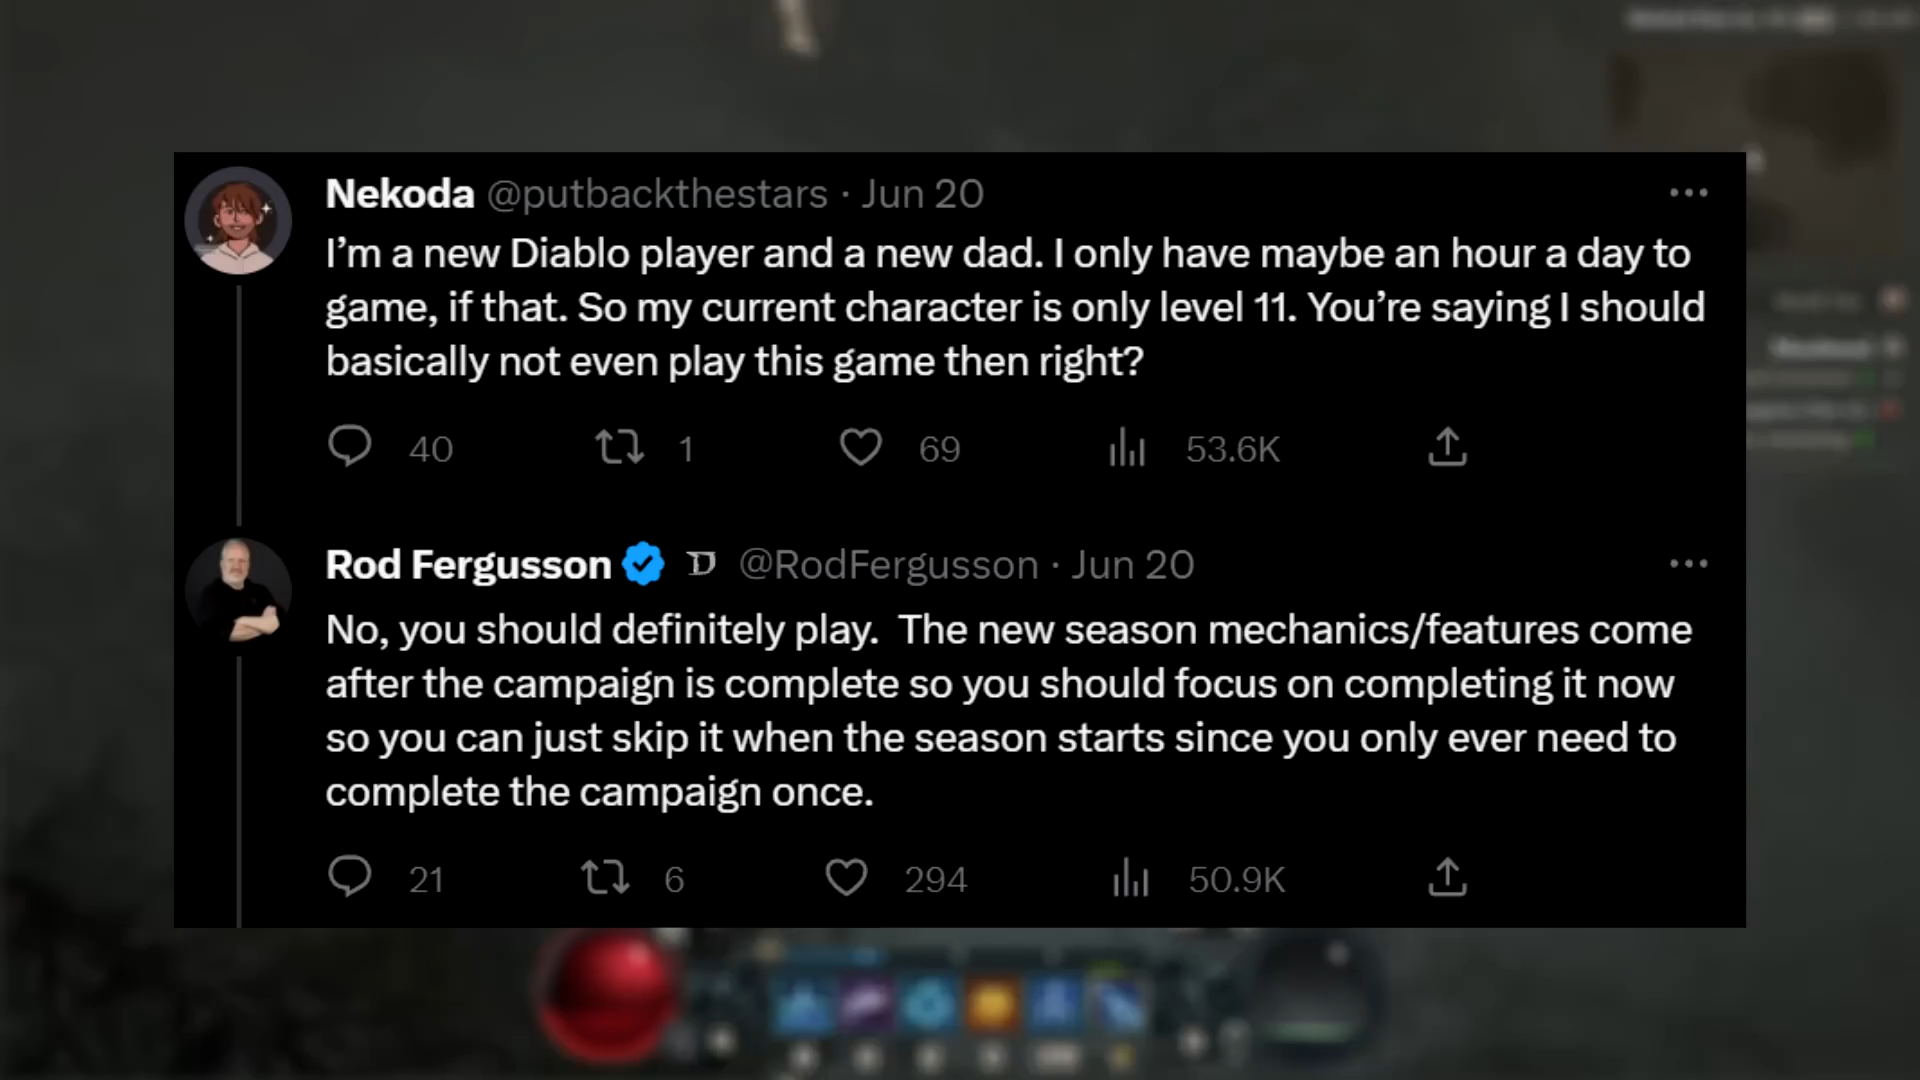 Nekoda @putbackthestars · Jun 20
I’m a new Diablo player and a new dad. I only have maybe an hour a day to
game, if that. So my current character is only level 11. You’re saying I should
basically not even play this game then right?
40 1 69 53.6K
Rod Fergusson @RodFergusson · Jun 20
No, you should definitely play.  The new season mechanics/features come
after the campaign is complete so you should focus on completing it now
so you can just skip it when the season starts since you only ever need to
complete the campaign once.
21 6 294 50.9K